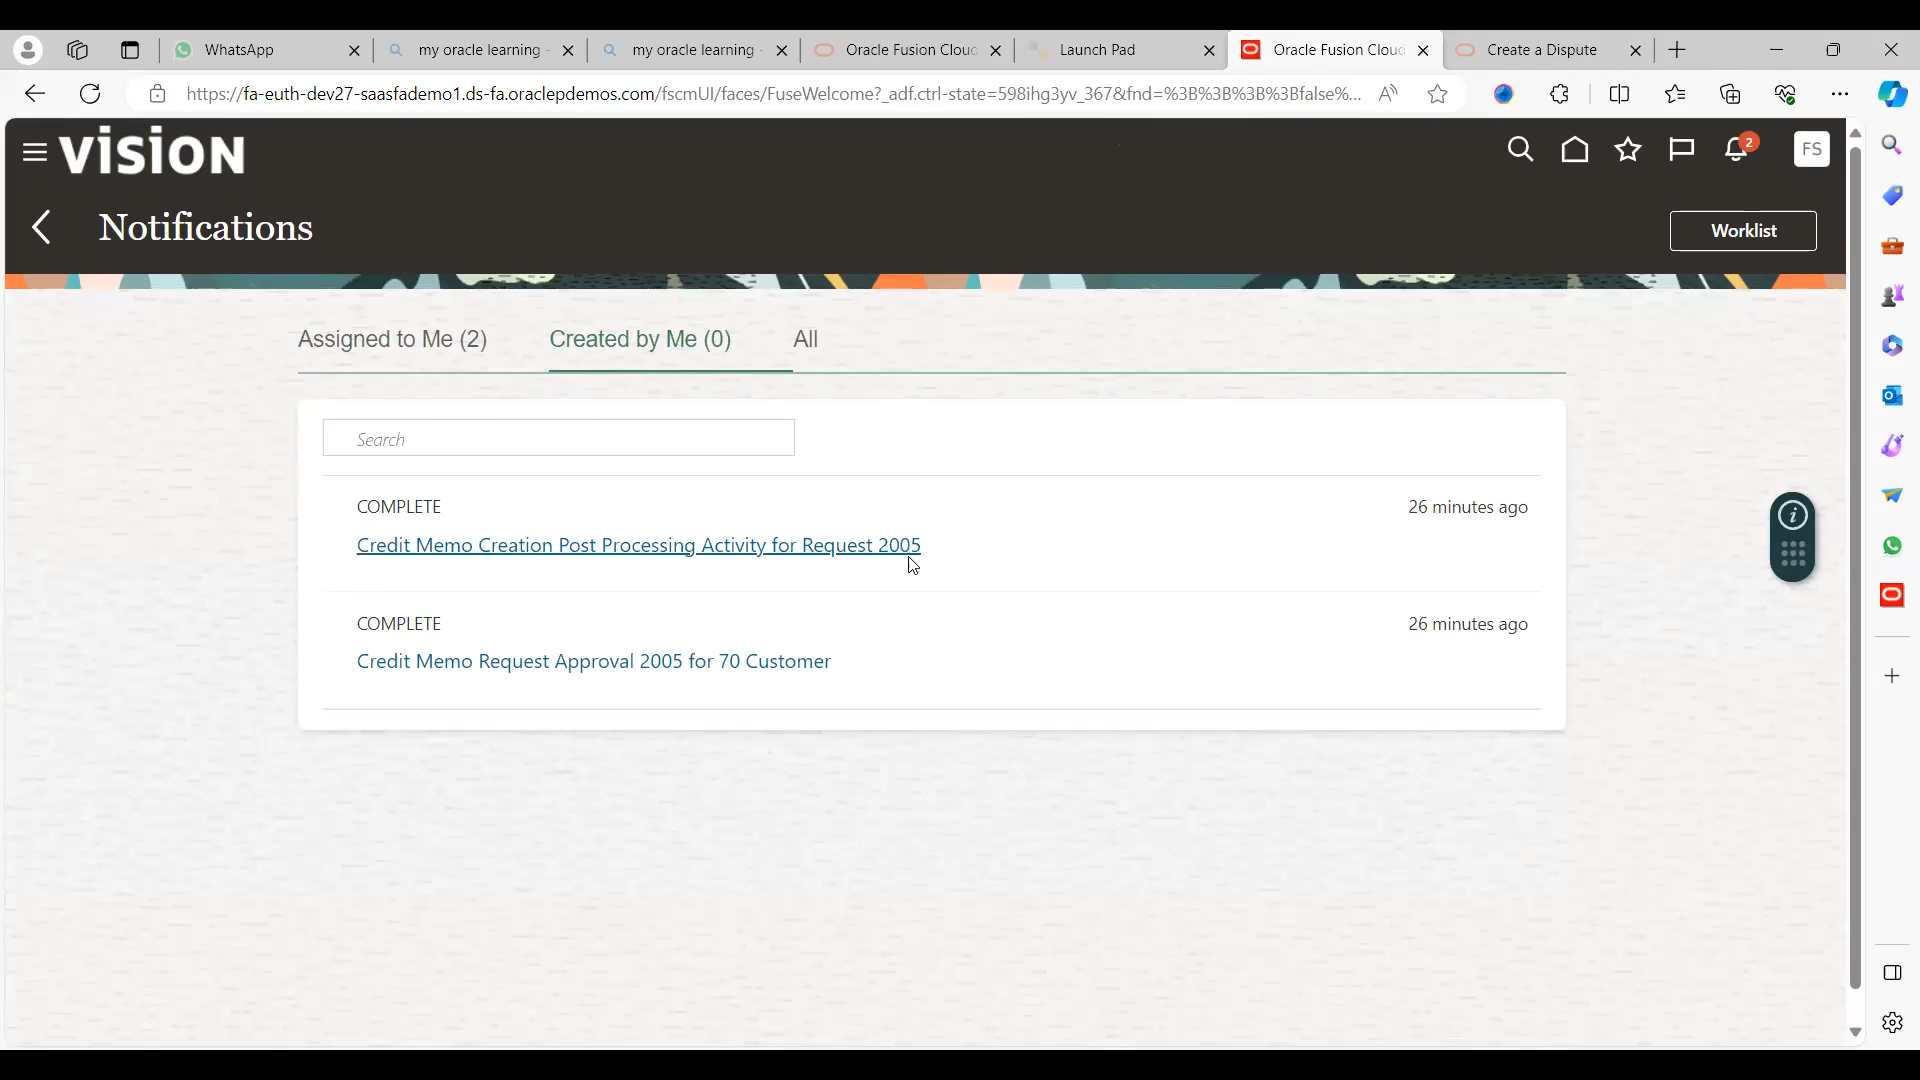 WhatsApp
my oracle learning -
my oracle learning -
Oracle Fusion Clou
Launch Pad
Oracle Fusion Clou
Create a Dispute
https://fa-euth-dev27-saasfademo1.ds-fa.oraclepdemos.com/fscmUI/faces/FuseWelcome?_adf.ctrl-state=598ihg3yv_367&fnd=%3B%3B%3B%3Bfalse%...
VISION
2
FS
Notifications
Worklist
Assigned to Me (2)
Created by Me (0)
All
Search
COMPLETE
26 minutes ago
Credit Memo Creation Post Processing Activity for Request 2005
COMPLETE
26 minutes ago
Credit Memo Request Approval 2005 for 70 Customer